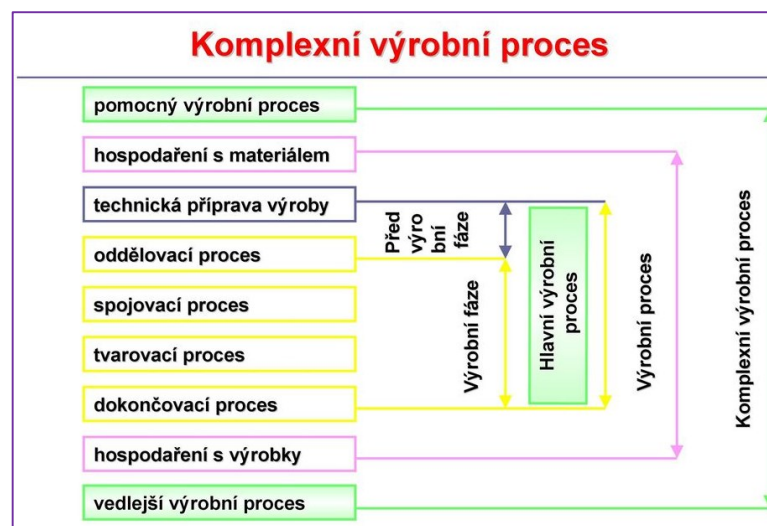 Komplexní výrobní proces
pomocný výrobní proces
hospodaření s materiálem
technická příprava výroby
oddělovací proces
spojovací proces
tvarovací proces
dokončovací proces
hospodaření s výrobky
vedlejší výrobní proces
Před
výro
bní
fáze
Výrobní fáze
Hlavní výrobní
proces
Výrobní proces
Komplexní výrobní proces